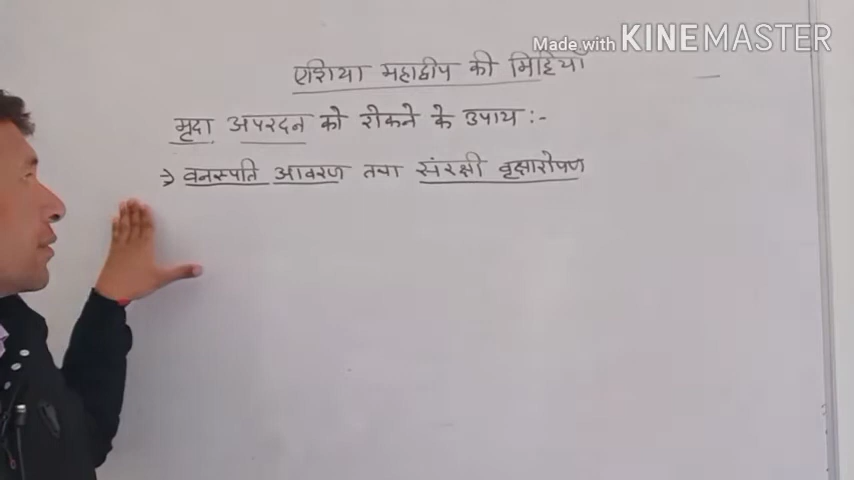 Made with KINEMASTER
एशिया महाद्वीप की मिट्टियाँ
मृदा अपरदन को रोकने के उपाय :-
→ वनस्पति आवरण तथा संरक्षी वृक्षारोपण